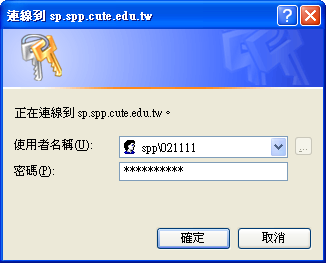 連線到 sp.spp.cute.edu.tw
正在連線到 sp.spp.cute.edu.tw。
使用者名稱(U): spp\021111
密碼(P): **********
確定 取消